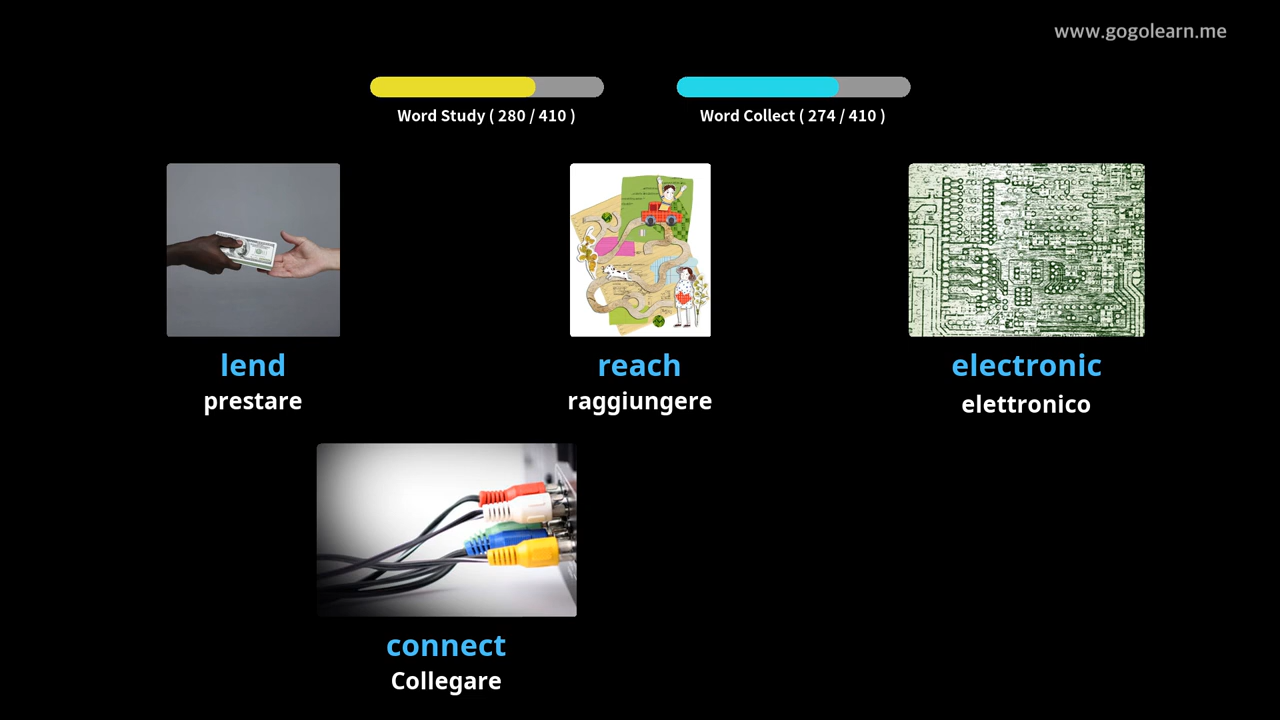 www.gogolearn.me
Word Study ( 280 / 410 )
Word Collect ( 274 / 410 )
lend
prestare
reach
raggiungere
electronic
elettronico
connect
Collegare